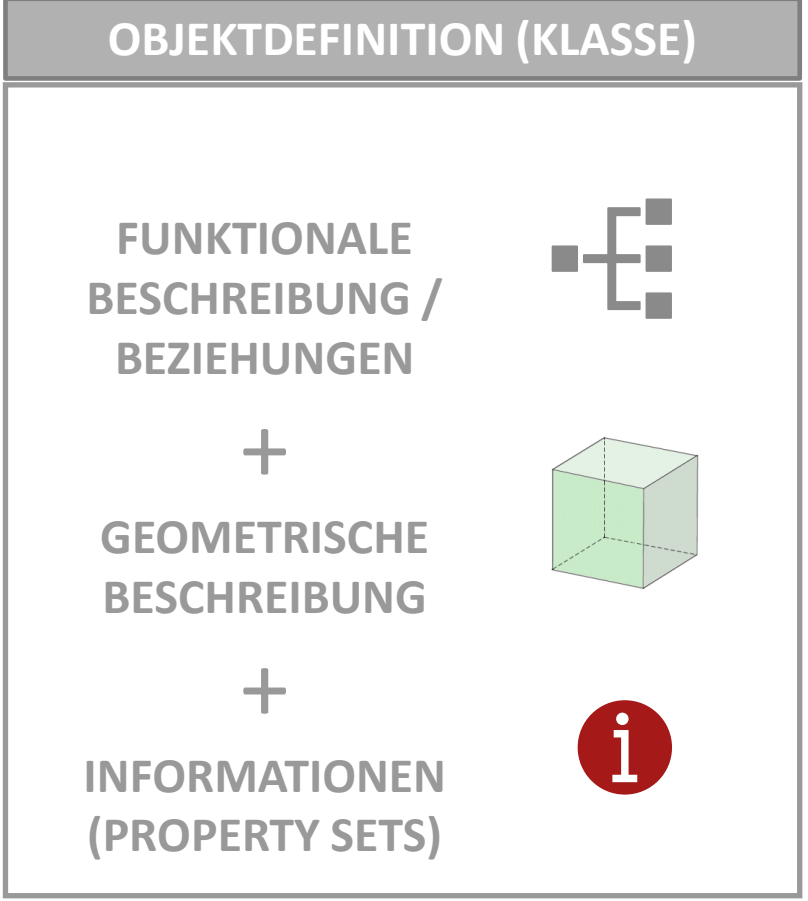 OBJEKTDEFINITION (KLASSE)
FUNKTIONALE
BESCHREIBUNG /
BEZIEHUNGEN
+
GEOMETRISCHE
BESCHREIBUNG
+
INFORMATIONEN
(PROPERTY SETS)
i